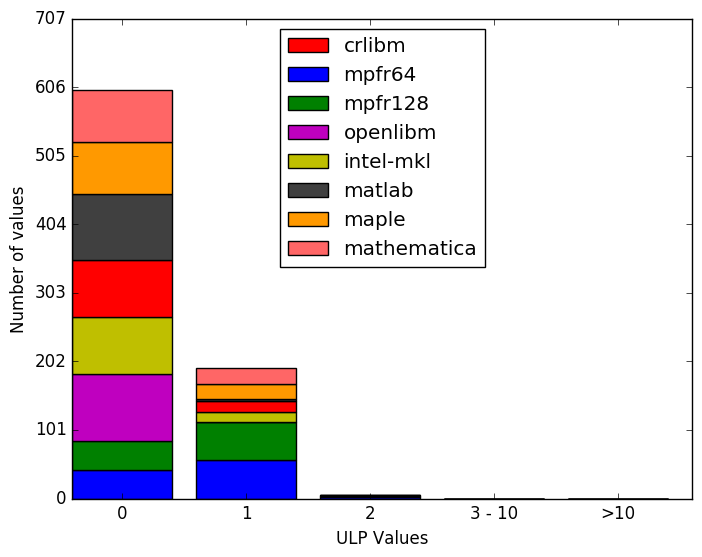 707
606
505
404
303
202
101
0
Number of values
crlibm
mpfr64
mpfr128
openlibm
intel-mkl
matlab
maple
mathematica
0 1 2 3 - 10 >10
ULP Values